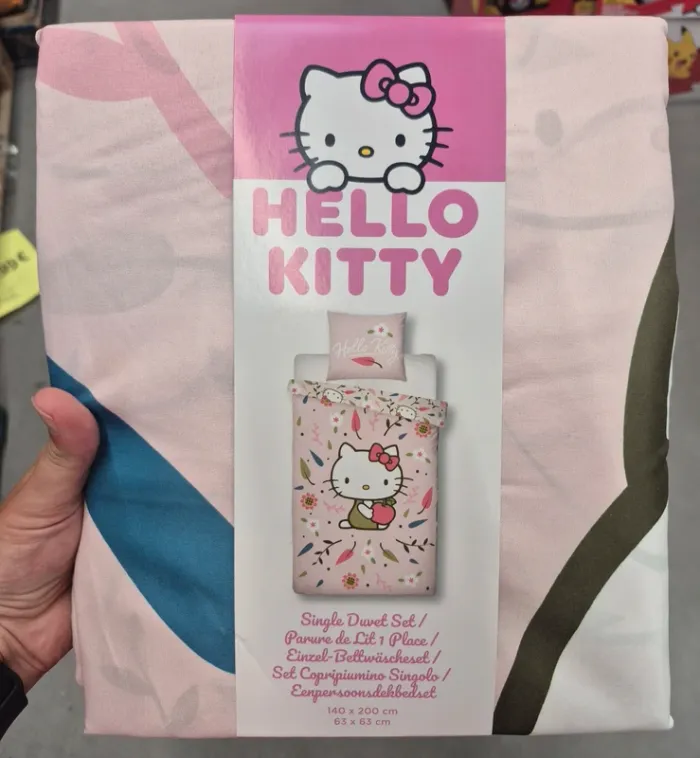 HELLO
KITTY
Hello Kitty
Single Duvet Set /
Parure de Lit 1 Place /
Einzel-Bettwäscheset /
Set Copripiumino Singolo /
Eenpersoonsdekbedset
140 x 200 cm
63 x 63 cm